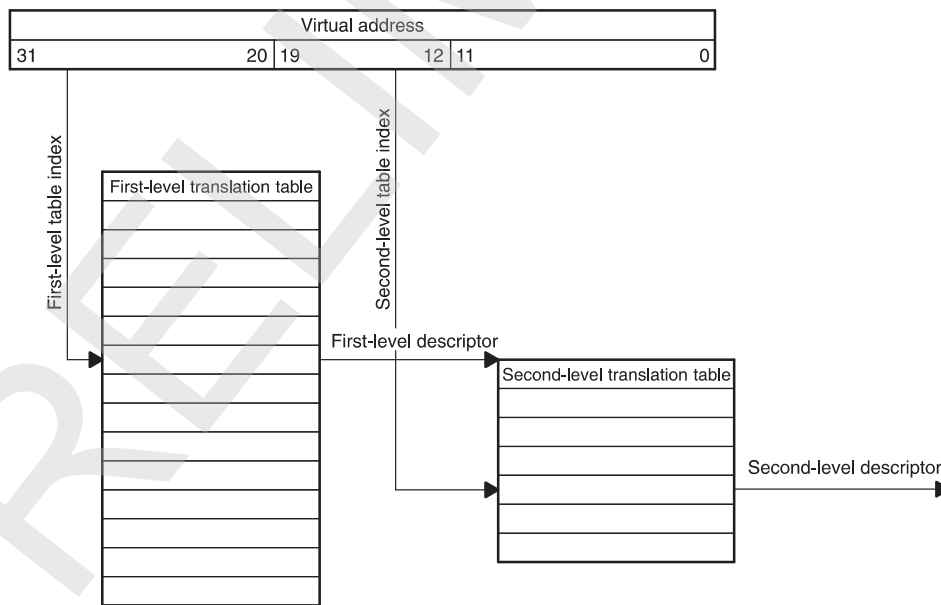 Virtual address
31 20 19 12 11 0
First-level table index
Second-level table index
First-level translation table
First-level descriptor
Second-level translation table
Second-level descriptor